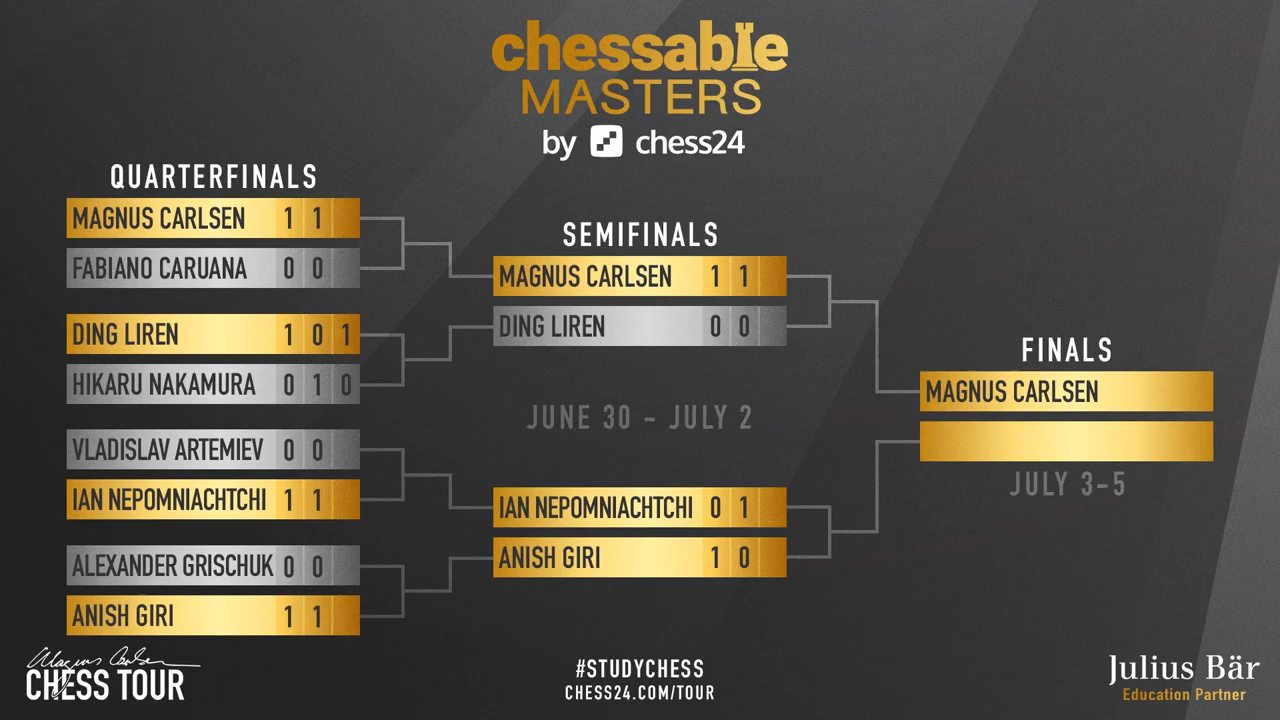 chessable
MASTERS
by chess24
QUARTERFINALS
MAGNUS CARLSEN 1 1
FABIANO CARUANA 0 0
DING LIREN 1 0 1
HIKARU NAKAMURA 0 1 0
VLADISLAV ARTEMIEV 0 0
IAN NEPOMNIACHTCHI 1 1
ALEXANDER GRISCHUK 0 0
ANISH GIRI 1 1
SEMIFINALS
MAGNUS CARLSEN 1 1
DING LIREN 0 0
JUNE 30 - JULY 2
IAN NEPOMNIACHTCHI 0 1
ANISH GIRI 1 0
FINALS
MAGNUS CARLSEN
JULY 3-5
Magnus Carlsen
CHESS TOUR
#STUDYCHESS
CHESS24.COM/TOUR
Julius Bär
Education Partner